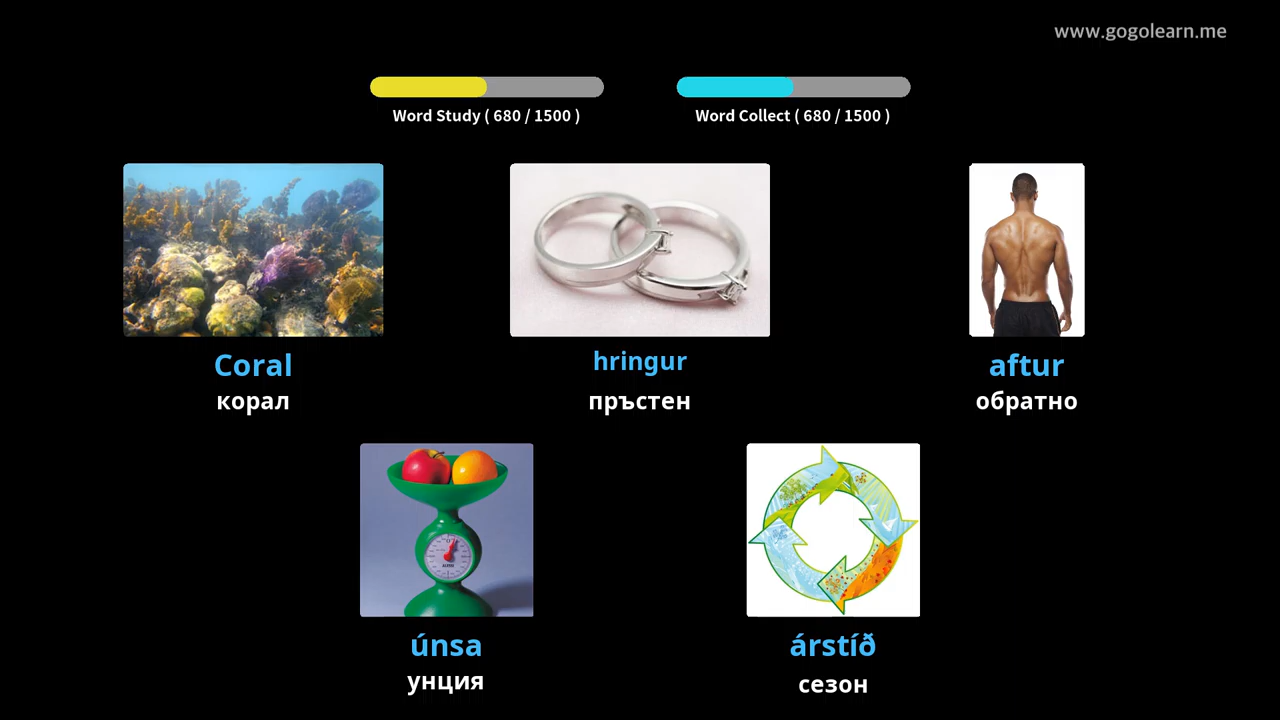 www.gogolearn.me
Word Study ( 680 / 1500 )
Word Collect ( 680 / 1500 )
Coral
корал
hringur
пръстен
aftur
обратно
únsa
унция
árstíð
сезон